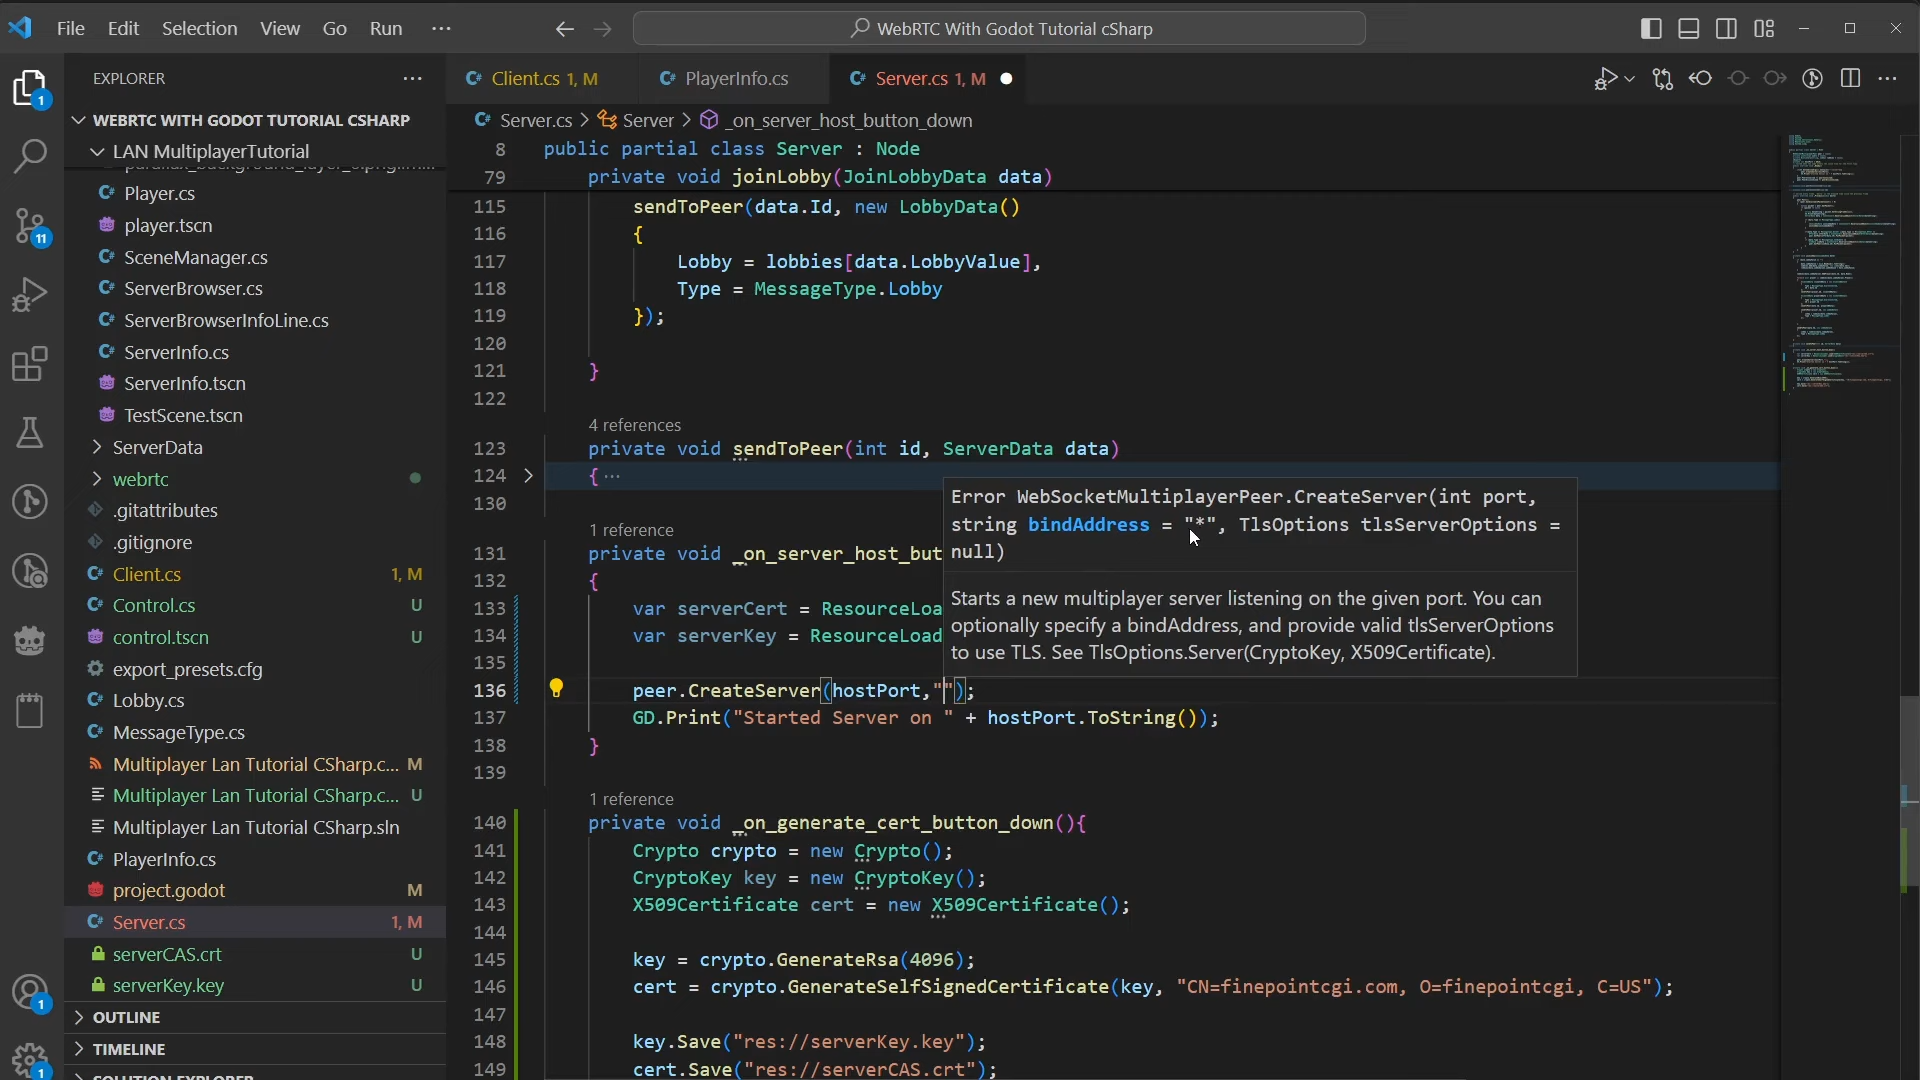 File Edit Selection View Go Run ··· WebRTC With Godot Tutorial cSharp
EXPLORER ···
WEBRTC WITH GODOT TUTORIAL CSHARP
LAN MultiplayerTutorial
Player.cs
player.tscn
SceneManager.cs
ServerBrowser.cs
ServerBrowserInfoLine.cs
ServerInfo.cs
ServerInfo.tscn
TestScene.tscn
ServerData
webrtc
.gitattributes
.gitignore
Client.cs 1, M
Control.cs U
control.tscn U
export_presets.cfg
Lobby.cs
MessageType.cs
Multiplayer Lan Tutorial CSharp.c... M
Multiplayer Lan Tutorial CSharp.c... U
Multiplayer Lan Tutorial CSharp.sln
PlayerInfo.cs
project.godot M
Server.cs 1, M
serverCAS.crt U
serverKey.key U
OUTLINE
TIMELINE
SOLUTION EXPLORER
1
11
1
1
Client.cs 1, M PlayerInfo.cs Server.cs 1, M
Server.cs > Server > _on_server_host_button_down
8 public partial class Server : Node
79 private void joinLobby(JoinLobbyData data)
115 sendToPeer(data.Id, new LobbyData()
116 {
117 Lobby = lobbies[data.LobbyValue],
118 Type = MessageType.Lobby
119 });
120
121 }
122
4 references
123 private void sendToPeer(int id, ServerData data)
124 { ···
130
1 reference
131 private void _on_server_host_but
132 {
133 var serverCert = ResourceLoa
134 var serverKey = ResourceLoad
135
136 peer.CreateServer(hostPort,"");
137 GD.Print("Started Server on " + hostPort.ToString());
138 }
139
1 reference
140 private void _on_generate_cert_button_down(){
141 Crypto crypto = new Crypto();
142 CryptoKey key = new CryptoKey();
143 X509Certificate cert = new X509Certificate();
144
145 key = crypto.GenerateRsa(4096);
146 cert = crypto.GenerateSelfSignedCertificate(key, "CN=finepointcgi.com, O=finepointcgi, C=US");
147
148 key.Save("res://serverKey.key");
149 cert.Save("res://serverCAS.crt");
Error WebSocketMultiplayerPeer.CreateServer(int port,
string bindAddress = "*", TlsOptions tlsServerOptions =
null)
Starts a new multiplayer server listening on the given port. You can
optionally specify a bindAddress, and provide valid tlsServerOptions
to use TLS. See TlsOptions.Server(CryptoKey, X509Certificate).